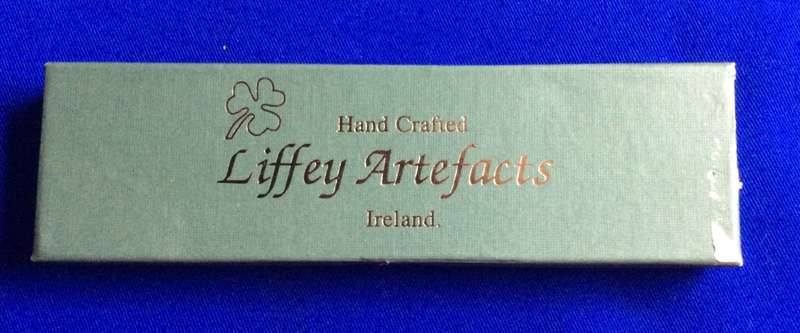 Hand Crafted
Liffey Artefacts
Ireland.